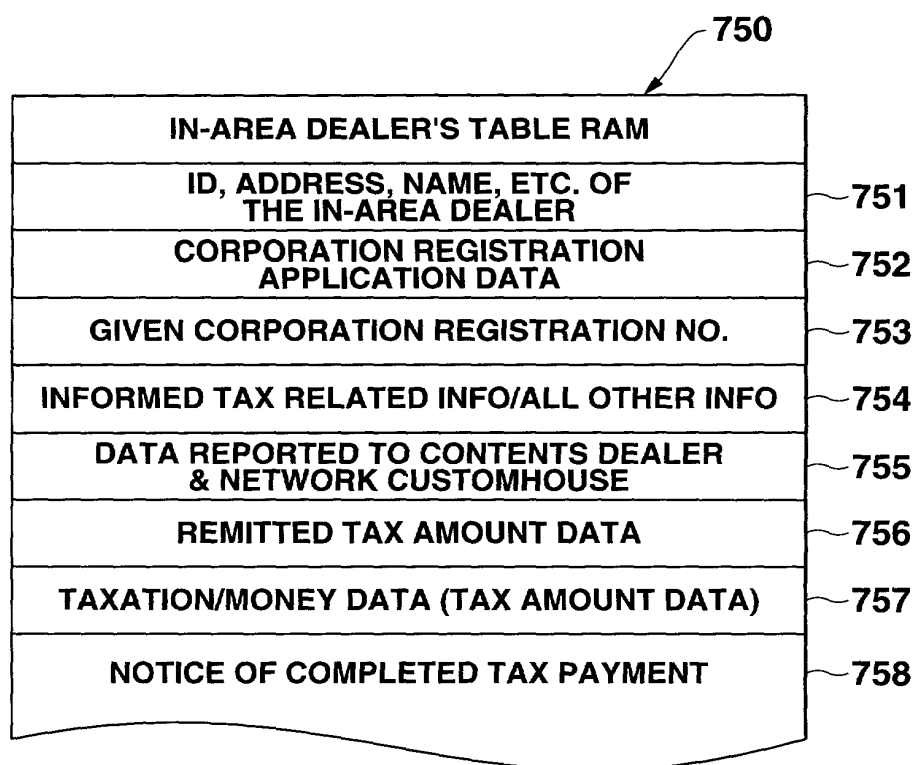 750
IN-AREA DEALER'S TABLE RAM
ID, ADDRESS, NAME, ETC. OF
THE IN-AREA DEALER
751
CORPORATION REGISTRATION
APPLICATION DATA
752
GIVEN CORPORATION REGISTRATION NO.
753
INFORMED TAX RELATED INFO/ALL OTHER INFO
754
DATA REPORTED TO CONTENTS DEALER
& NETWORK CUSTOMHOUSE
755
REMITTED TAX AMOUNT DATA
756
TAXATION/MONEY DATA (TAX AMOUNT DATA)
757
NOTICE OF COMPLETED TAX PAYMENT
758